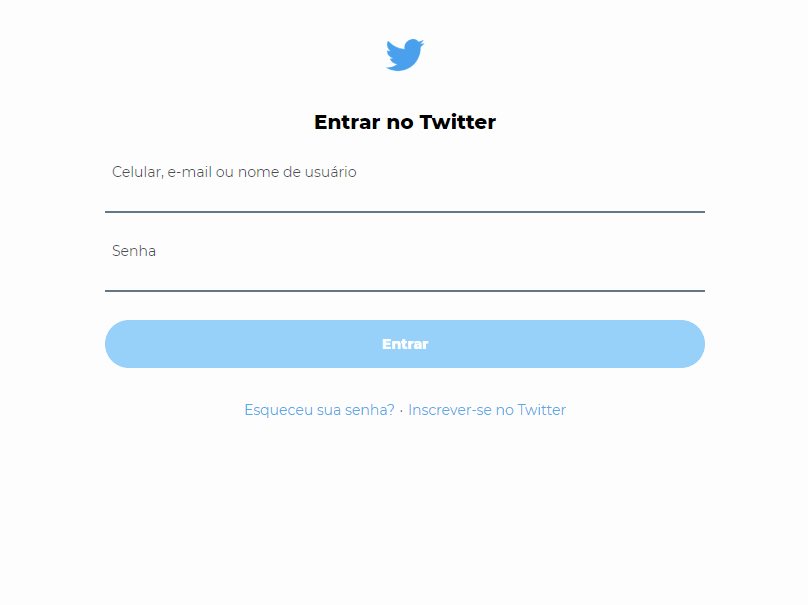 Entrar no Twitter
Celular, e-mail ou nome de usuário
Senha
Entrar
Esqueceu sua senha? · Inscrever-se no Twitter